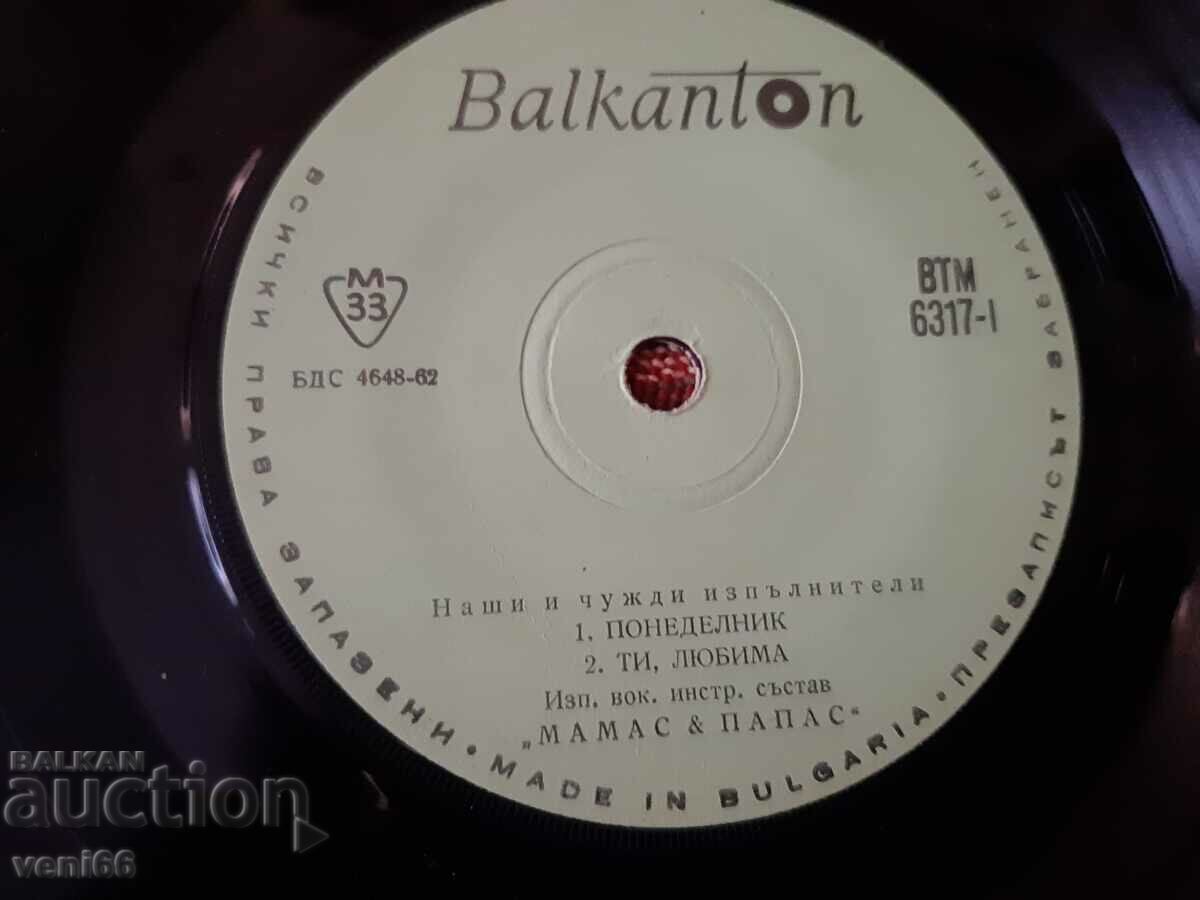 Balkanton
ВСИЧКИ ПРАВА ЗАПАЗЕНИ • MADE IN BULGARIA • ПРЕЗАПИСЪТ ЗАБРАНЕН
М
33
БДС 4648-62
ВТМ
6317-I
Наши и чужди изпълнители
1. ПОНЕДЕЛНИК
2. ТИ, ЛЮБИМА
Изп. вок. инстр. състав
„МАМАС & ПАПАС“
BALKAN
auction
veni66